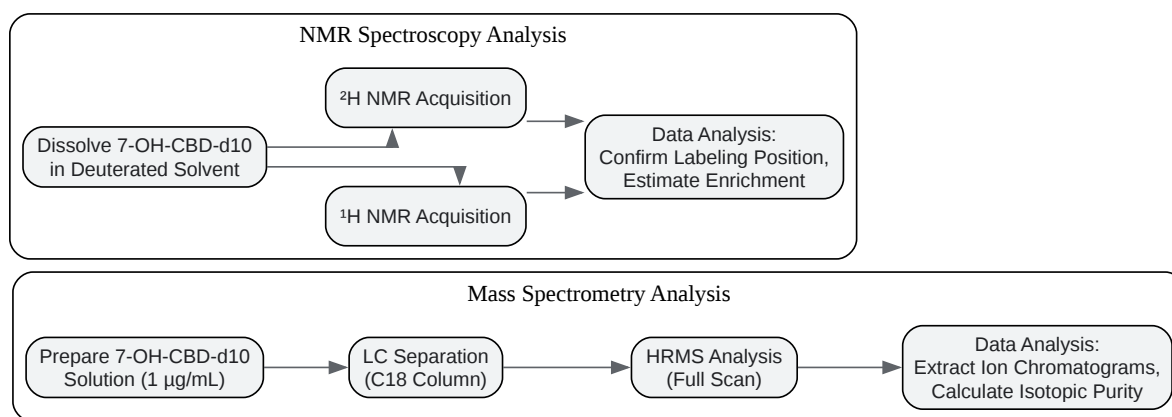 NMR Spectroscopy Analysis
Dissolve 7-OH-CBD-d10
in Deuterated Solvent
²H NMR Acquisition
¹H NMR Acquisition
Data Analysis:
Confirm Labeling Position,
Estimate Enrichment
Mass Spectrometry Analysis
Prepare 7-OH-CBD-d10
Solution (1 µg/mL)
LC Separation
(C18 Column)
HRMS Analysis
(Full Scan)
Data Analysis:
Extract Ion Chromatograms,
Calculate Isotopic Purity